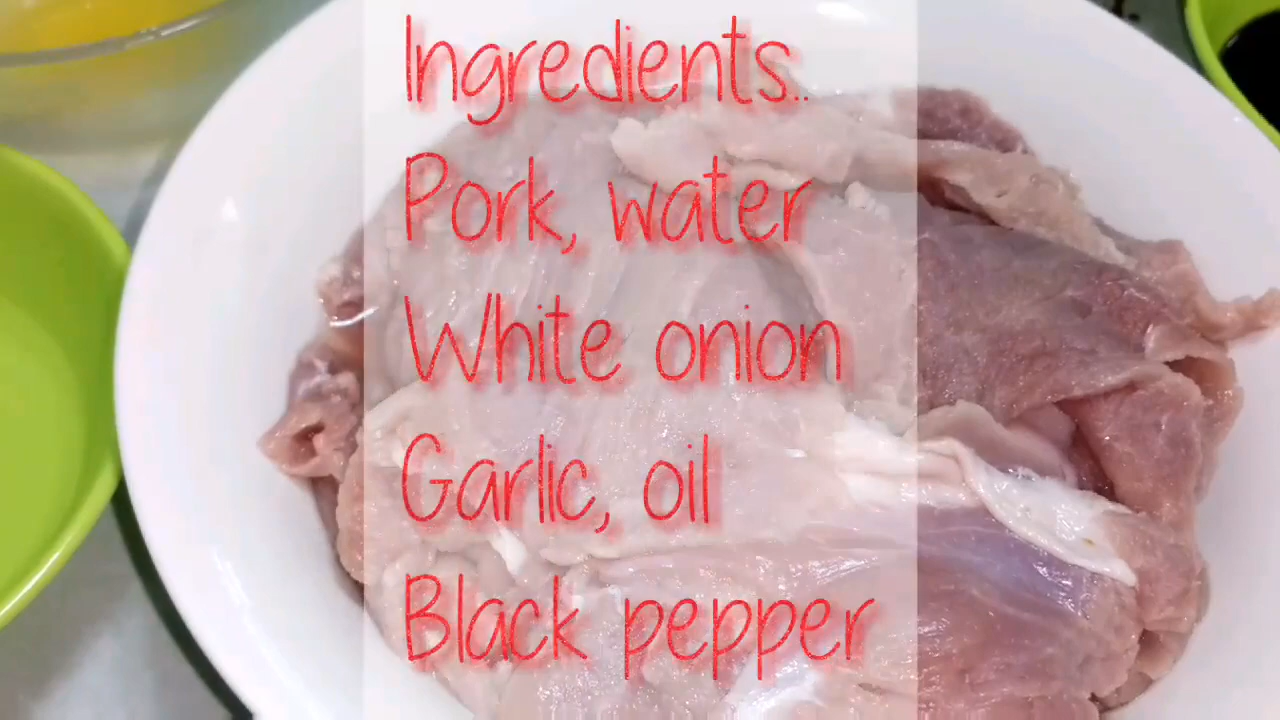 Ingredients..
Pork, water
White onion
Garlic, oil
Black pepper